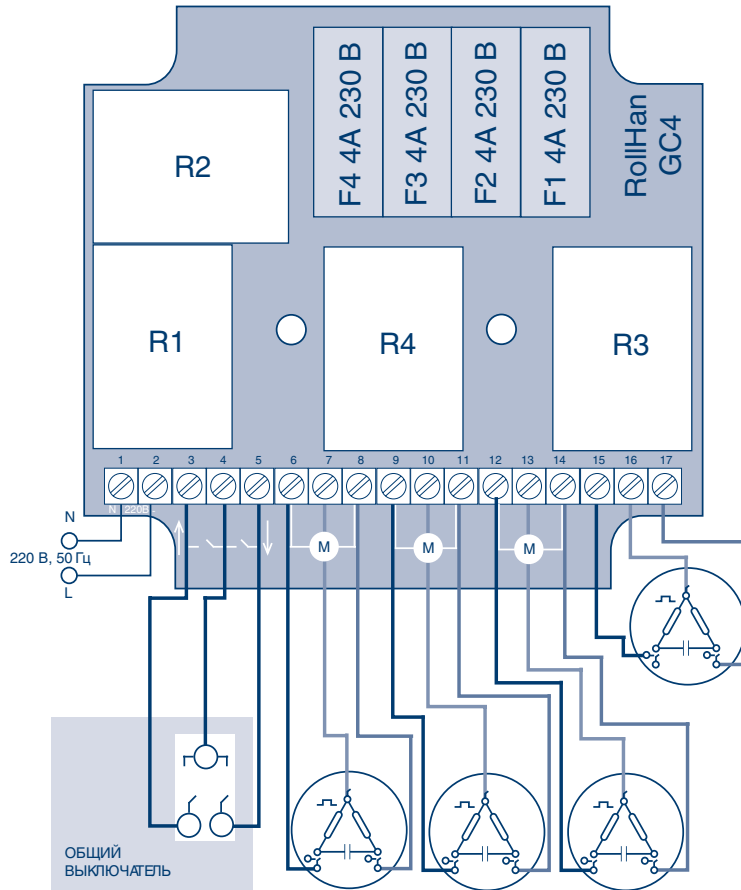 F4 4A 230 В
F3 4A 230 В
F2 4A 230 В
F1 4A 230 В
RollHan
GC4
R2
R1
R4
R3
1 2 3 4 5 6 7 8 9 10 11 12 13 14 15 16 17
N 220В L
N
220 В, 50 Гц
L
M
M
M
ОБЩИЙ
ВЫКЛЮЧАТЕЛЬ